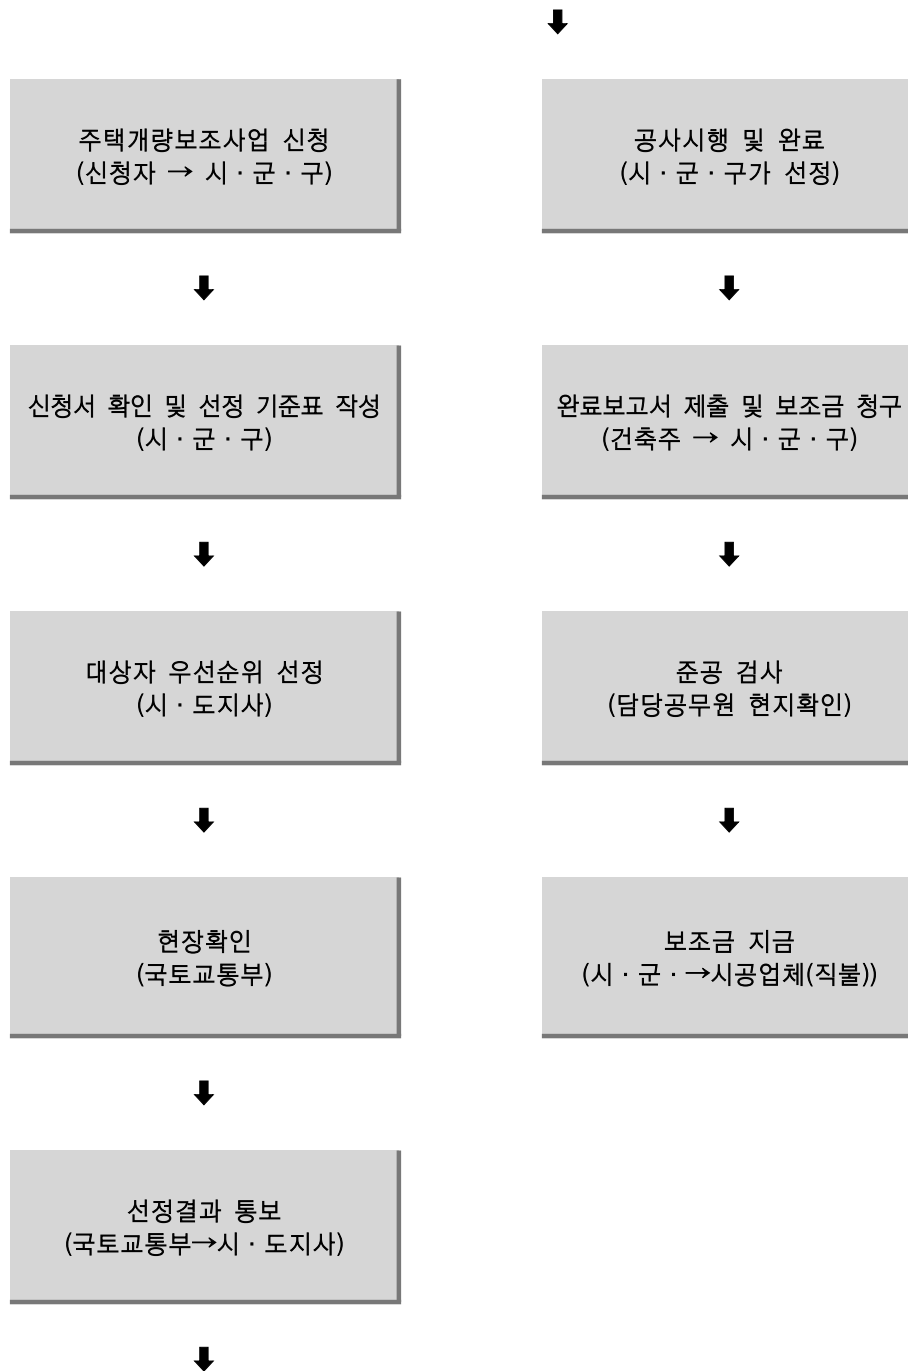 주택개량보조사업 신청
(신청자 → 시·군·구)
신청서 확인 및 선정 기준표 작성
(시·군·구)
대상자 우선순위 선정
(시·도지사)
현장확인
(국토교통부)
선정결과 통보
(국토교통부→시·도지사)
공사시행 및 완료
(시·군·구가 선정)
완료보고서 제출 및 보조금 청구
(건축주 → 시·군·구)
준공 검사
(담당공무원 현지확인)
보조금 지급
(시·군·→시공업체(직불))